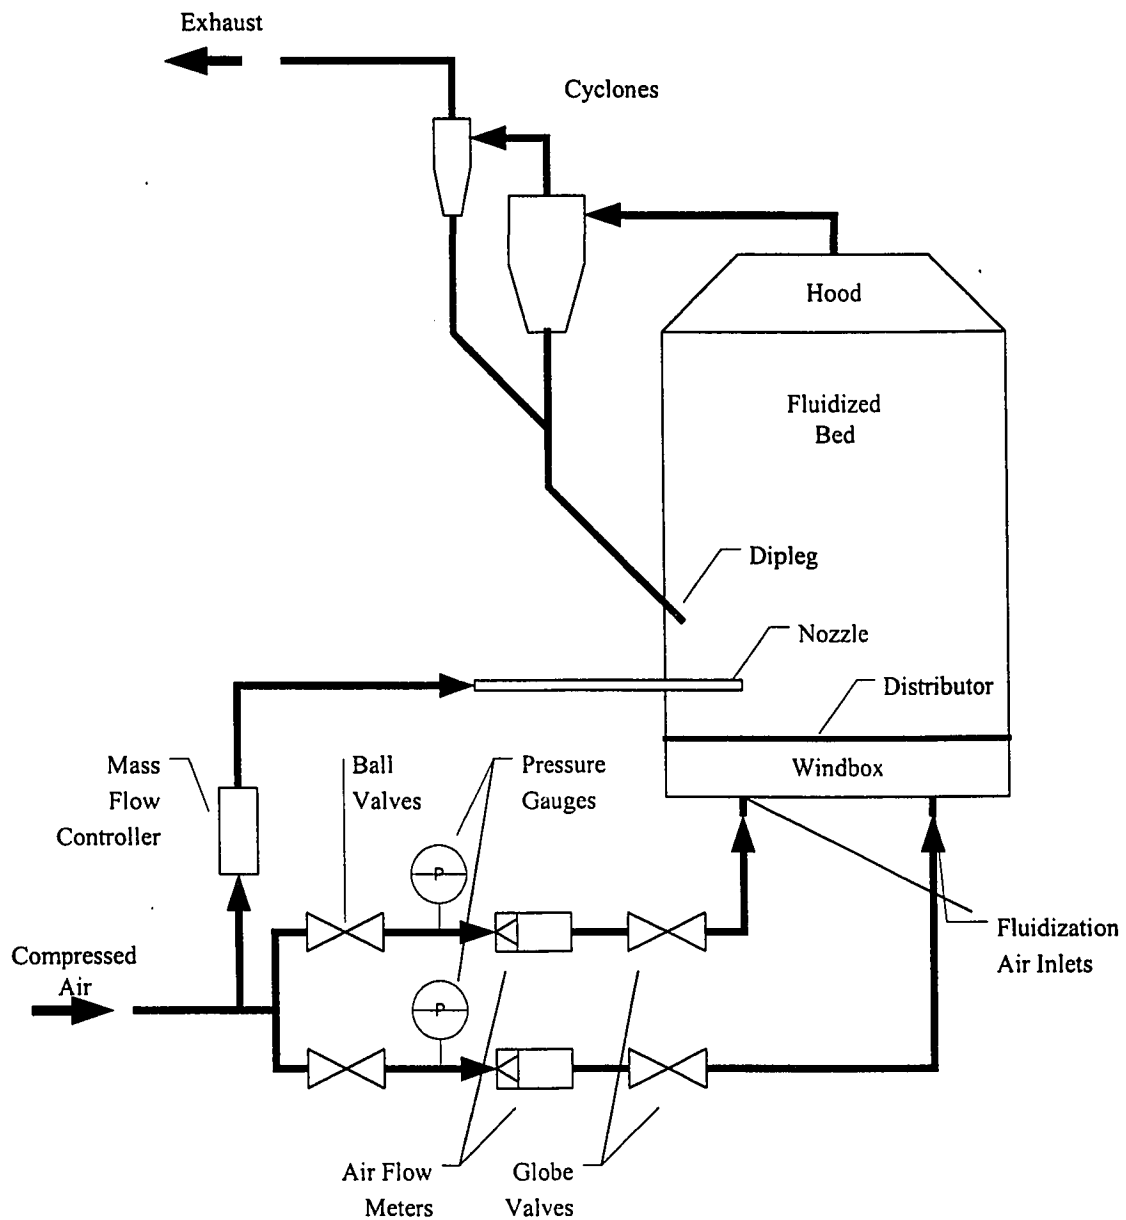 Exhaust
Cyclones
Hood
Fluidized
Bed
Dipleg
Nozzle
Distributor
Windbox
Mass
Flow
Controller
Ball
Valves
Pressure
Gauges
P
Fluidization
Air Inlets
Compressed
Air
P
Air Flow
Meters
Globe
Valves